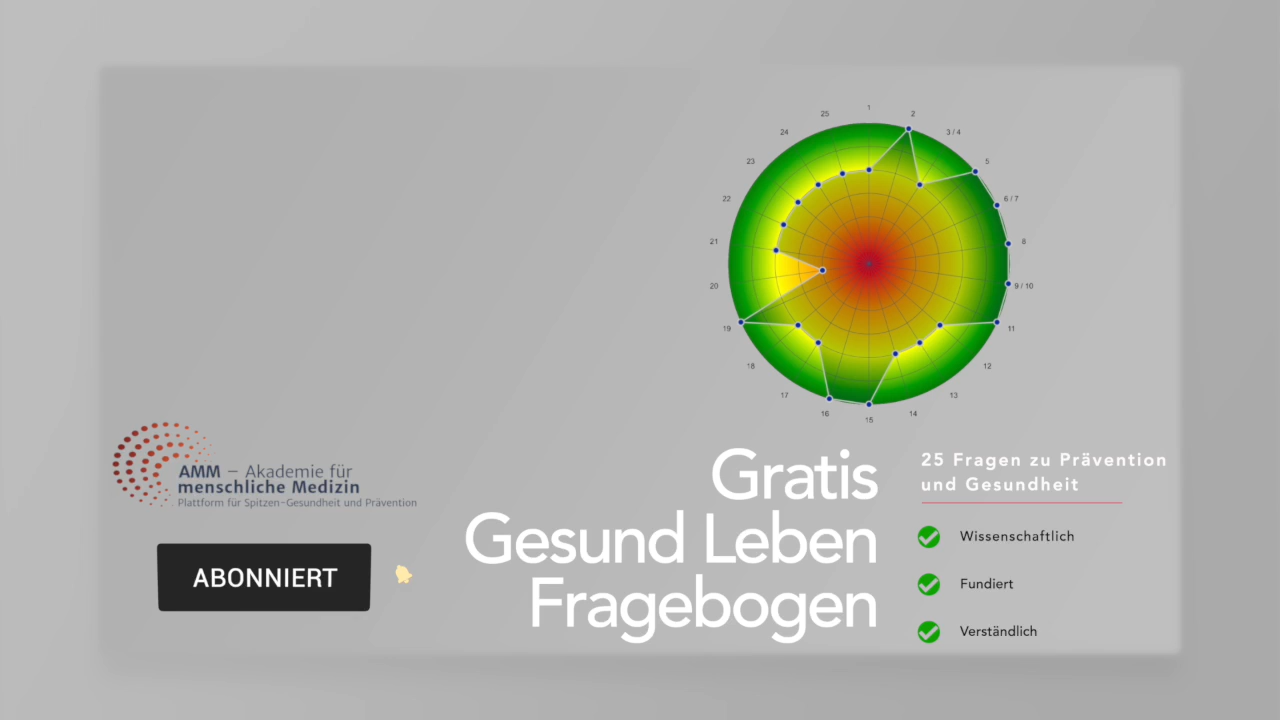 1
2
3 / 4
5
6 / 7
8
9 / 10
11
12
13
14
15
16
17
18
19
20
21
22
23
24
25
AMM – Akademie für
menschliche Medizin
Plattform für Spitzen-Gesundheit und Prävention
ABONNIERT
Gratis
Gesund Leben
Fragebogen
25 Fragen zu Prävention
und Gesundheit
Wissenschaftlich
Fundiert
Verständlich